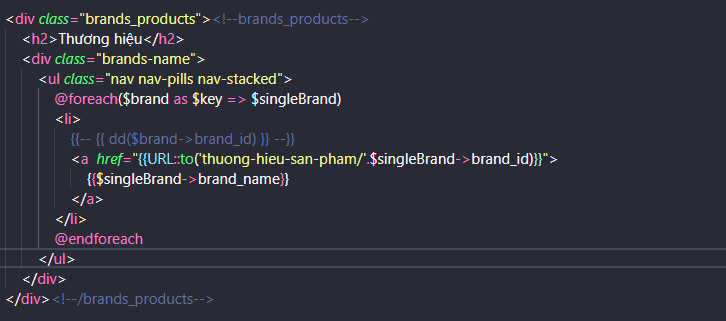 <div class="brands_products"><!--brands_products-->
<h2>Thương hiệu</h2>
<div class="brands-name">
<ul class="nav nav-pills nav-stacked">
@foreach($brand as $key => $singleBrand)
<li>
{{-- {{ dd($brand->brand_id) }} --}}
<a  href="{{URL::to('thuong-hieu-san-pham/'.$singleBrand->brand_id)}}">
{{$singleBrand->brand_name}}
</a>
</li>
@endforeach
</ul>
</div>
</div><!--/brands_products-->